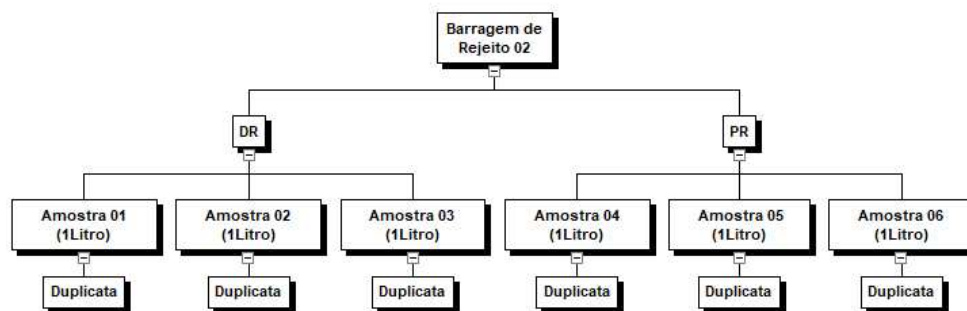 Barragem de
Rejeito 02
DR
PR
Amostra 01
(1Litro)
Amostra 02
(1Litro)
Amostra 03
(1Litro)
Amostra 04
(1Litro)
Amostra 05
(1Litro)
Amostra 06
(1Litro)
Duplicata
Duplicata
Duplicata
Duplicata
Duplicata
Duplicata